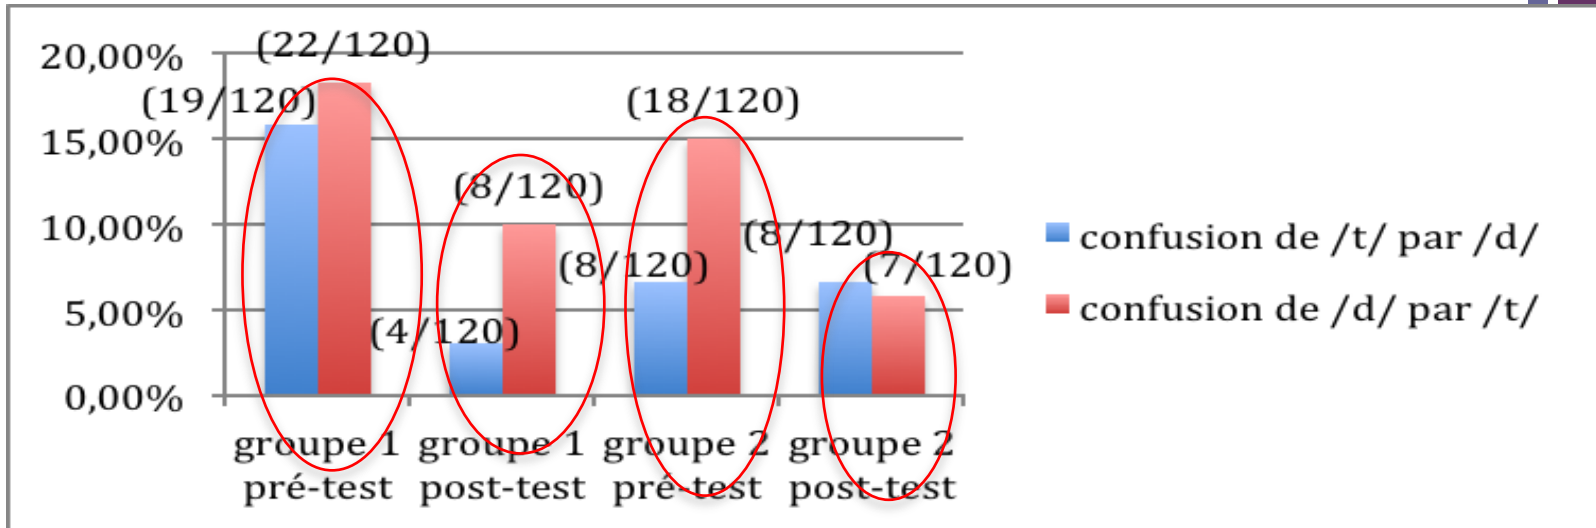 20,00%
15,00%
10,00%
5,00%
0,00%
(22/120)
(19/120)
(8/120)
(4/120)
(18/120)
(8/120)
(8/120)
(7/120)
groupe 1
pré-test
groupe 1
post-test
groupe 2
pré-test
groupe 2
post-test
confusion de /t/ par /d/
confusion de /d/ par /t/